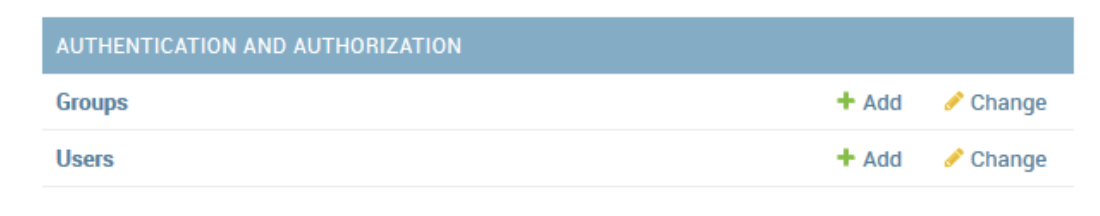 AUTHENTICATION AND AUTHORIZATION
Groups Add Change
Users Add Change